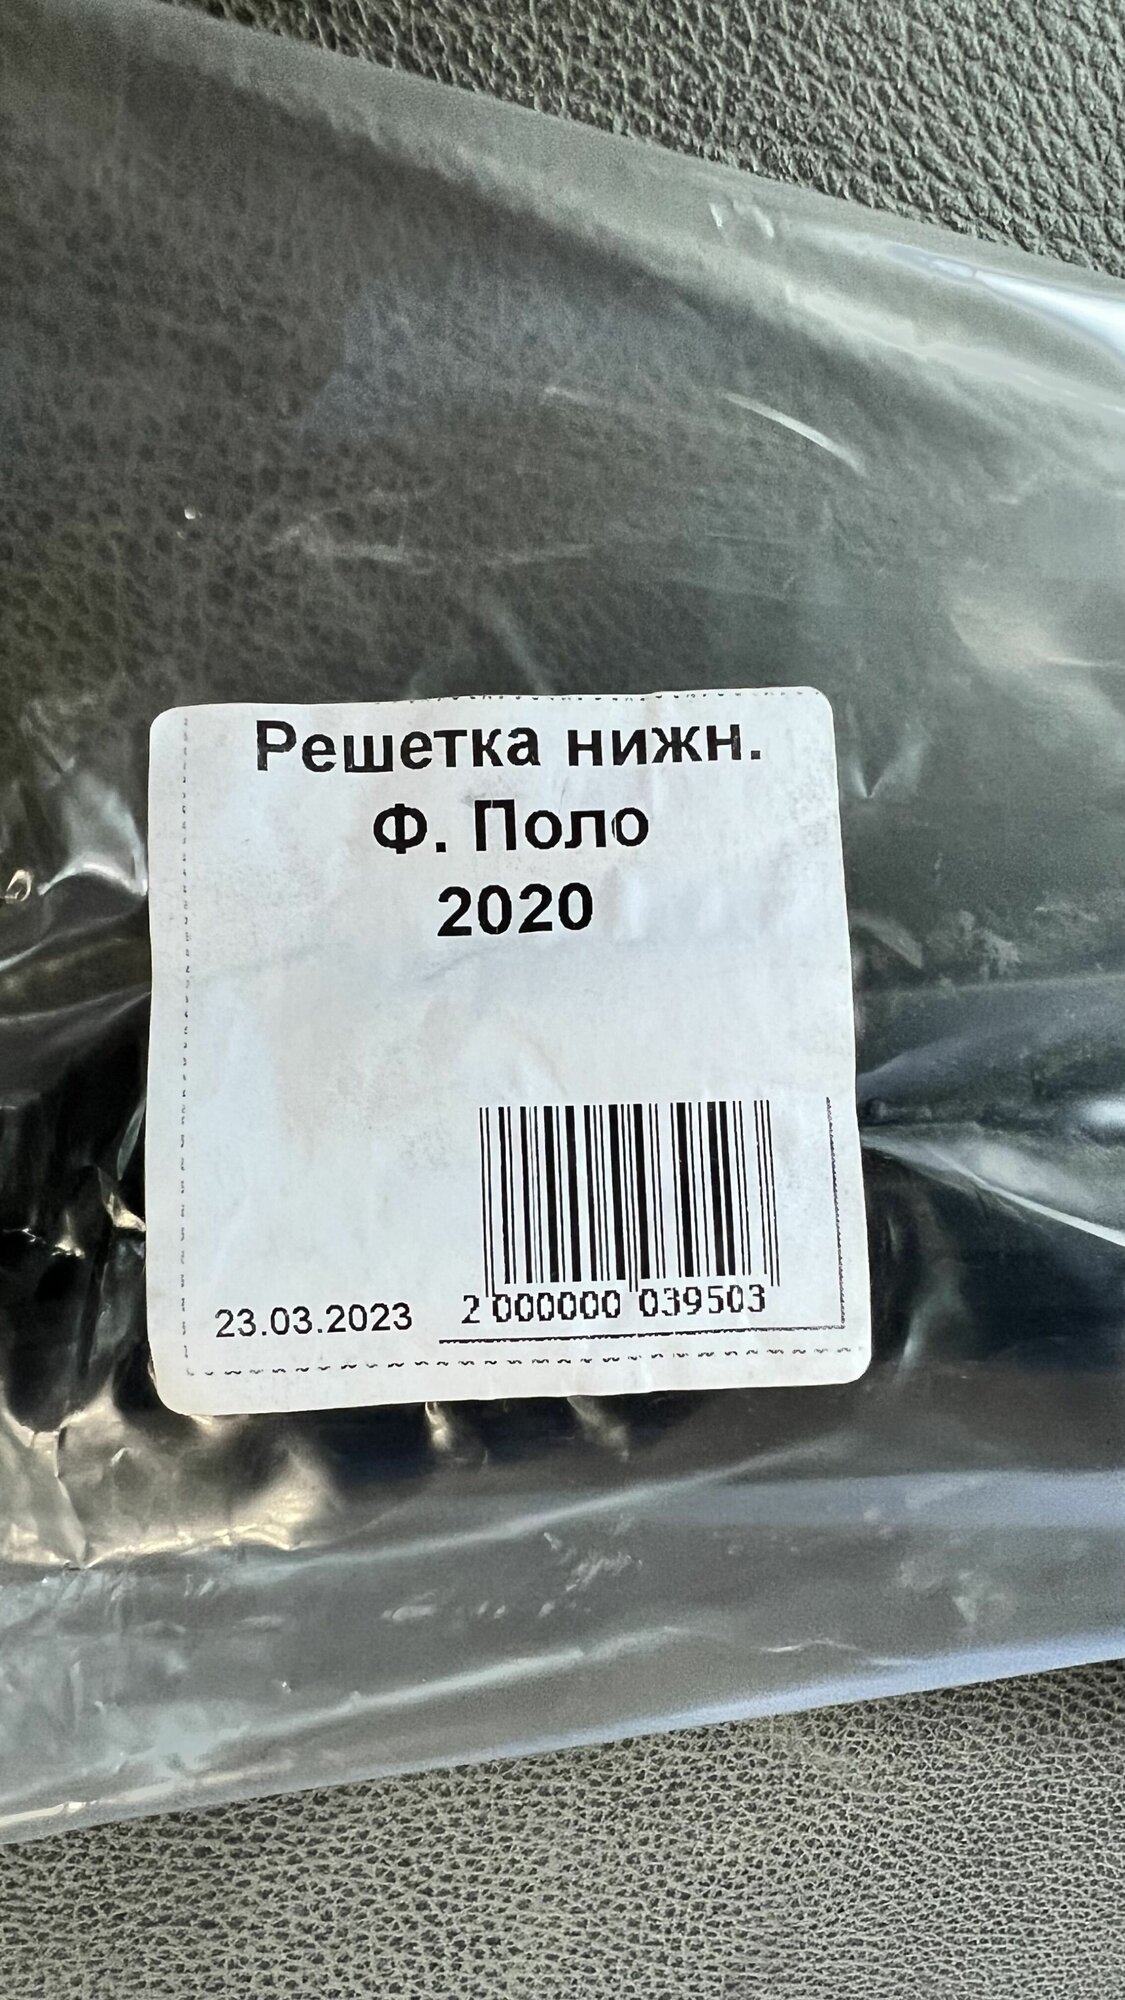 Решетка нижн.
Ф. Поло
2020
23.03.2023
2 000000 039503